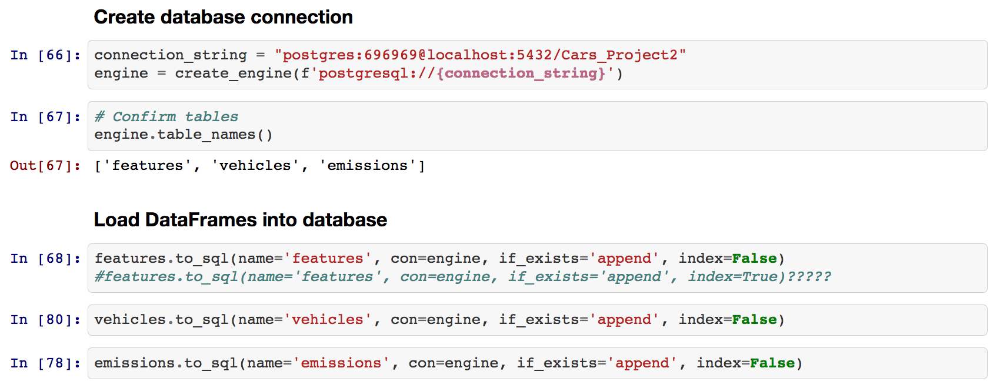 Create database connection
In [66]: connection_string = "postgres:696969@localhost:5432/Cars_Project2"
engine = create_engine(f'postgresql://{connection_string}')
In [67]: # Confirm tables
engine.table_names()
Out[67]: ['features', 'vehicles', 'emissions']
Load DataFrames into database
In [68]: features.to_sql(name='features', con=engine, if_exists='append', index=False)
#features.to_sql(name='features', con=engine, if_exists='append', index=True)?????
In [80]: vehicles.to_sql(name='vehicles', con=engine, if_exists='append', index=False)
In [78]: emissions.to_sql(name='emissions', con=engine, if_exists='append', index=False)